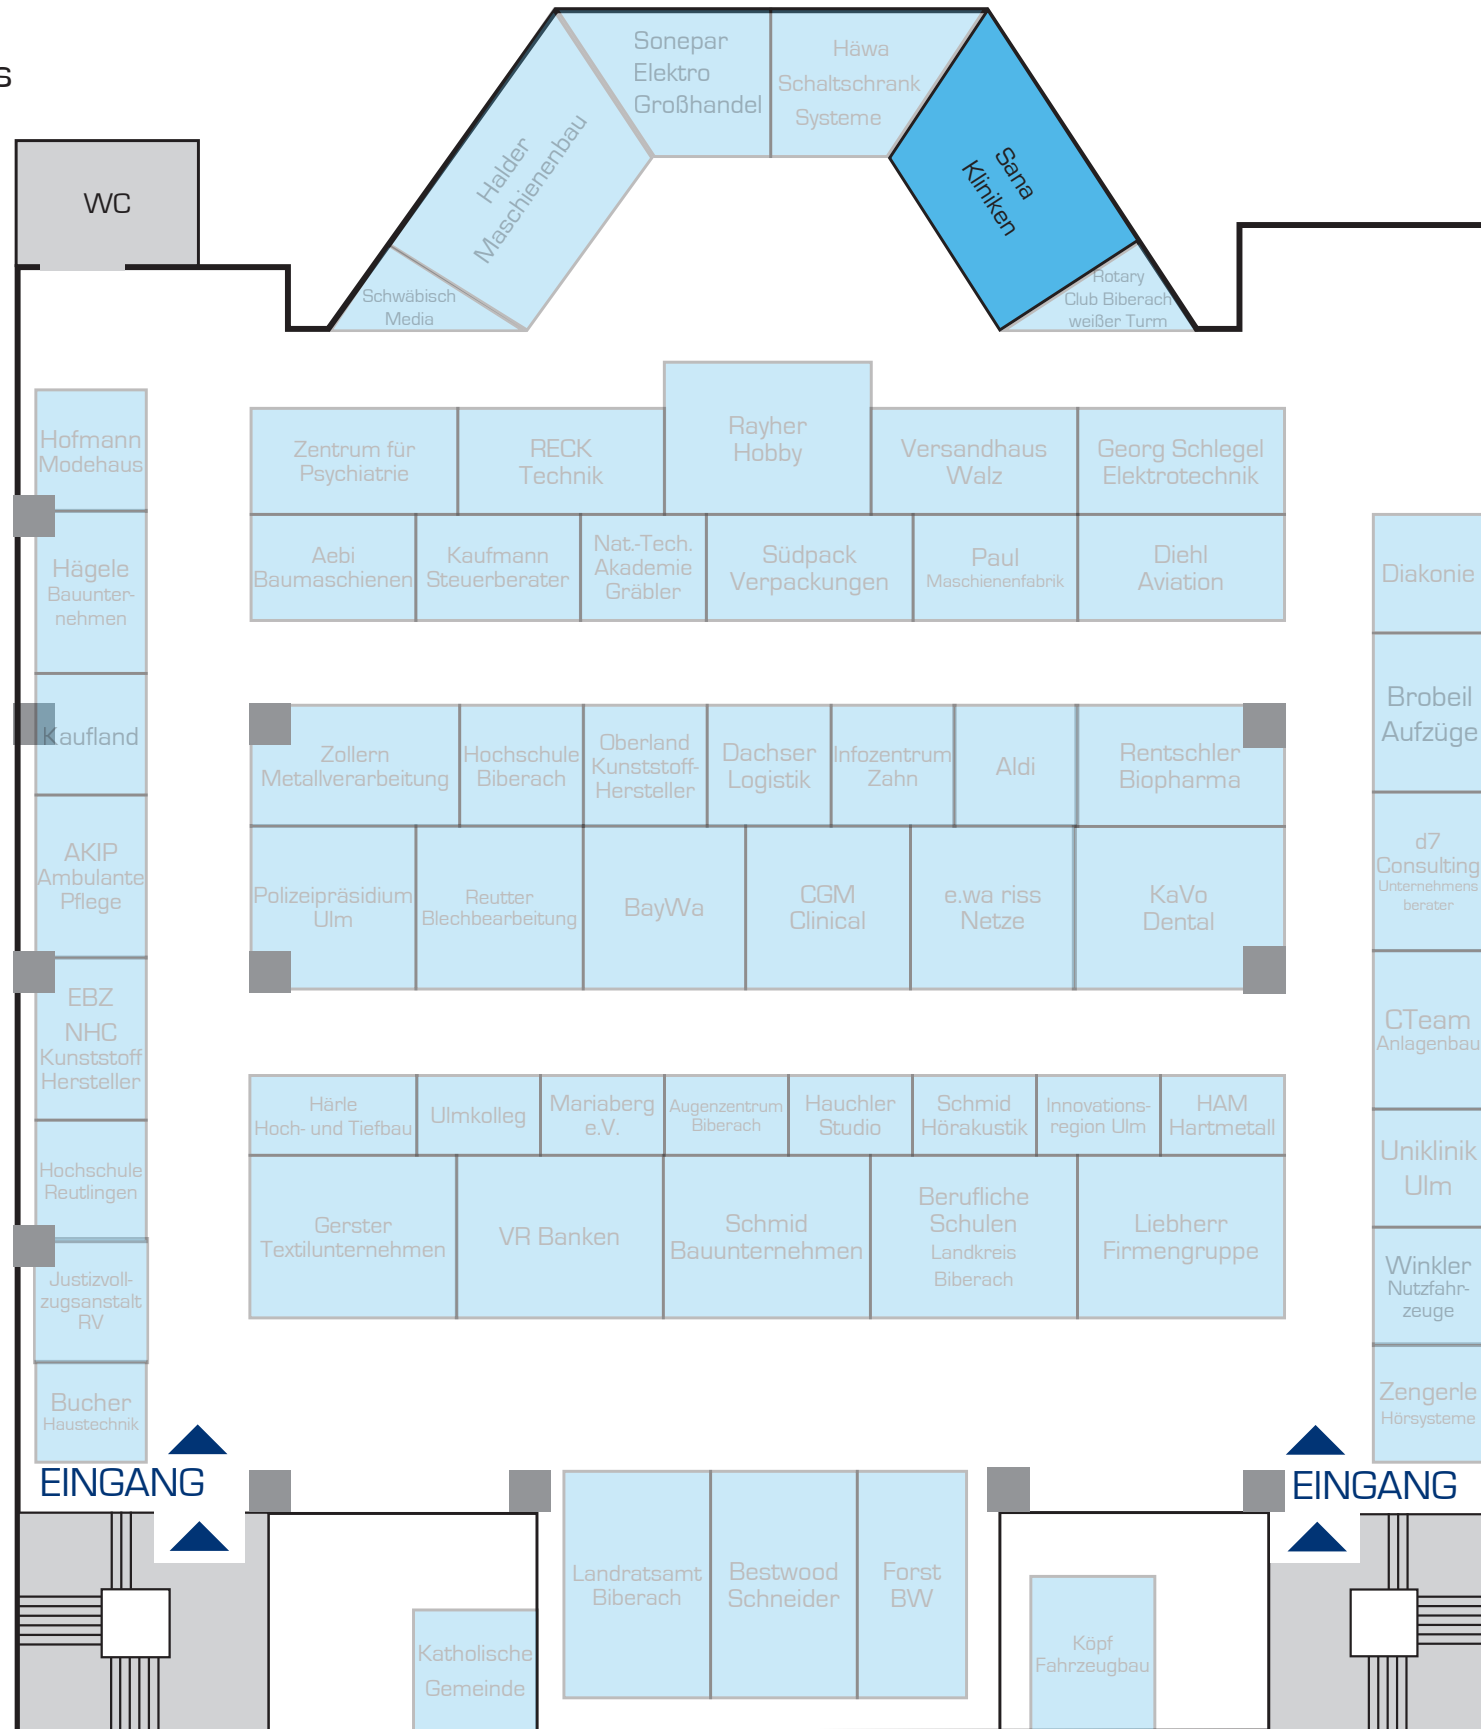 s
WC
Sonepar
Elektro
Großhandel
Häwa
Schaltschrank
Systeme
Halder
Maschienenbau
Sana
Kliniken
Schwäbisch
Media
Rotary
Club Biberach
weißer Turm
Hofmann
Modehaus
Hägele
Bauunter-
nehmen
Kaufland
AKIP
Ambulante
Pflege
EBZ
NHC
Kunststoff
Hersteller
Hochschule
Reutlingen
Justizvoll-
zugsanstalt
RV
Bucher
Haustechnik
Zentrum für
Psychiatrie
RECK
Technik
Rayher
Hobby
Versandhaus
Walz
Georg Schlegel
Elektrotechnik
Aebi
Baumaschienen
Kaufmann
Steuerberater
Nat.-Tech.
Akademie
Gräbler
Südpack
Verpackungen
Paul
Maschienenfabrik
Diehl
Aviation
Zollern
Metallverarbeitung
Hochschule
Biberach
Oberland
Kunststoff-
Hersteller
Dachser
Logistik
Infozentrum
Zahn
Aldi
Rentschler
Biopharma
Polizeipräsidium
Ulm
Reutter
Blechbearbeitung
BayWa
CGM
Clinical
e.wa riss
Netze
KaVo
Dental
Härle
Hoch- und Tiefbau
Ulmkolleg
Mariaberg
e.V.
Augenzentrum
Biberach
Hauchler
Studio
Schmid
Hörakustik
Innovations-
region Ulm
HAM
Hartmetall
Gerster
Textilunternehmen
VR Banken
Schmid
Bauunternehmen
Berufliche
Schulen
Landkreis
Biberach
Liebherr
Firmengruppe
Diakonie
Brobeil
Aufzüge
d7
Consulting
Unternehmens
berater
CTeam
Anlagenbau
Uniklinik
Ulm
Winkler
Nutzfahr-
zeuge
Zengerle
Hörsysteme
EINGANG
EINGANG
Landratsamt
Biberach
Bestwood
Schneider
Forst
BW
Katholische
Gemeinde
Köpf
Fahrzeugbau